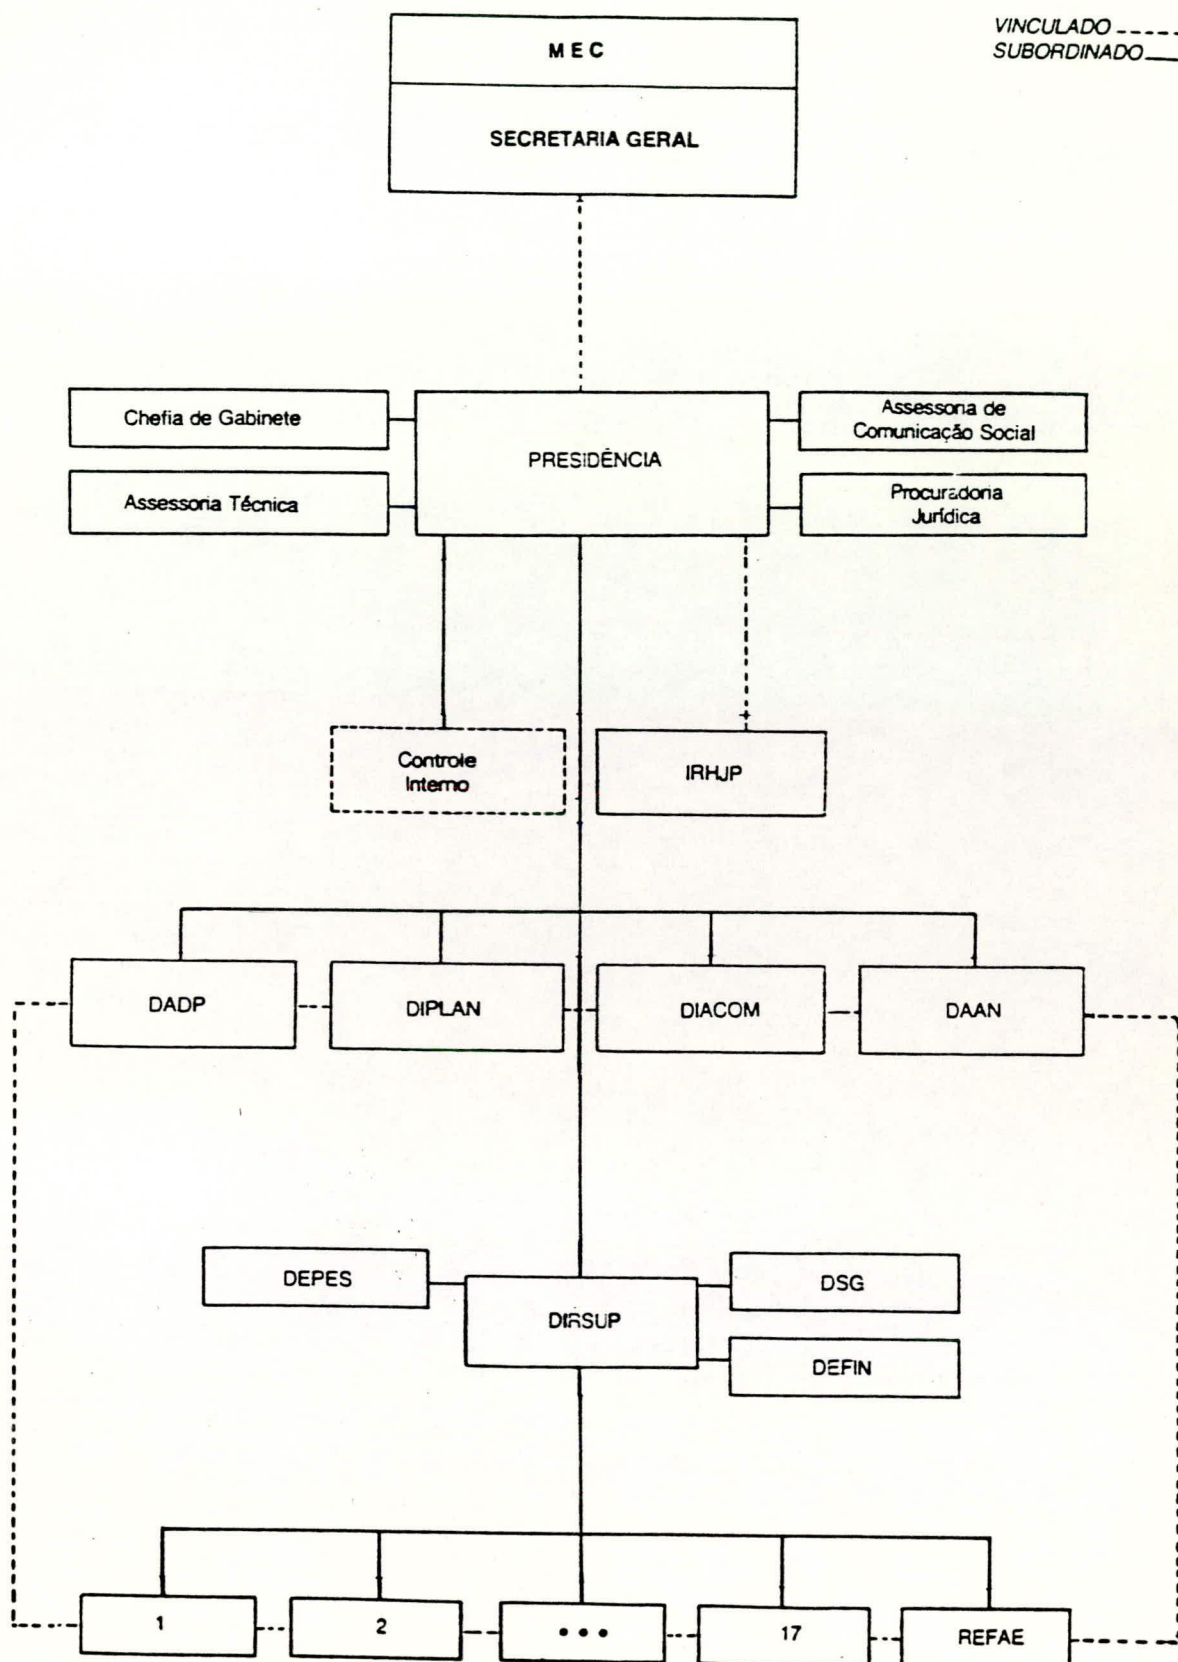 VINCULADO
SUBORDINADO
MEC
SECRETARIA GERAL
Chefia de Gabinete
Assessoria de
Comunicação Social
PRESIDÊNCIA
Assessoria Técnica
Procuradoria
Jurídica
Controle
Interno
IRHJP
DADP
DIPLAN
DIACOM
DAAN
DEPES
DSG
DIRSUP
DEFIN
1
2
•••
17
REFAE